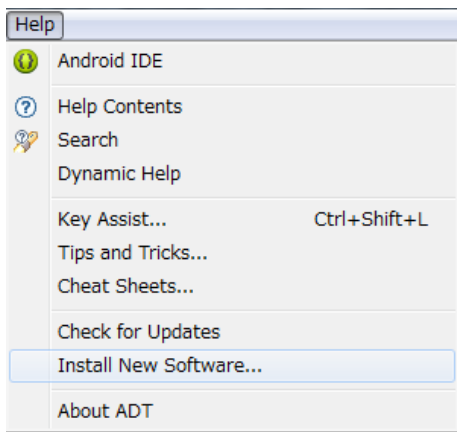 Help
Android IDE
Help Contents
Search
Dynamic Help
Key Assist... Ctrl+Shift+L
Tips and Tricks...
Cheat Sheets...
Check for Updates
Install New Software...
About ADT